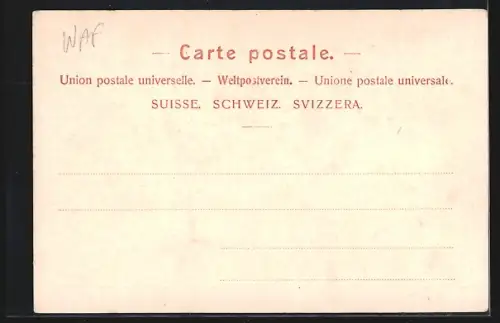 WAF
— Carte postale. —
Union postale universelle. — Weltpostverein. — Unione postale universale.
SUISSE. SCHWEIZ. SVIZZERA.